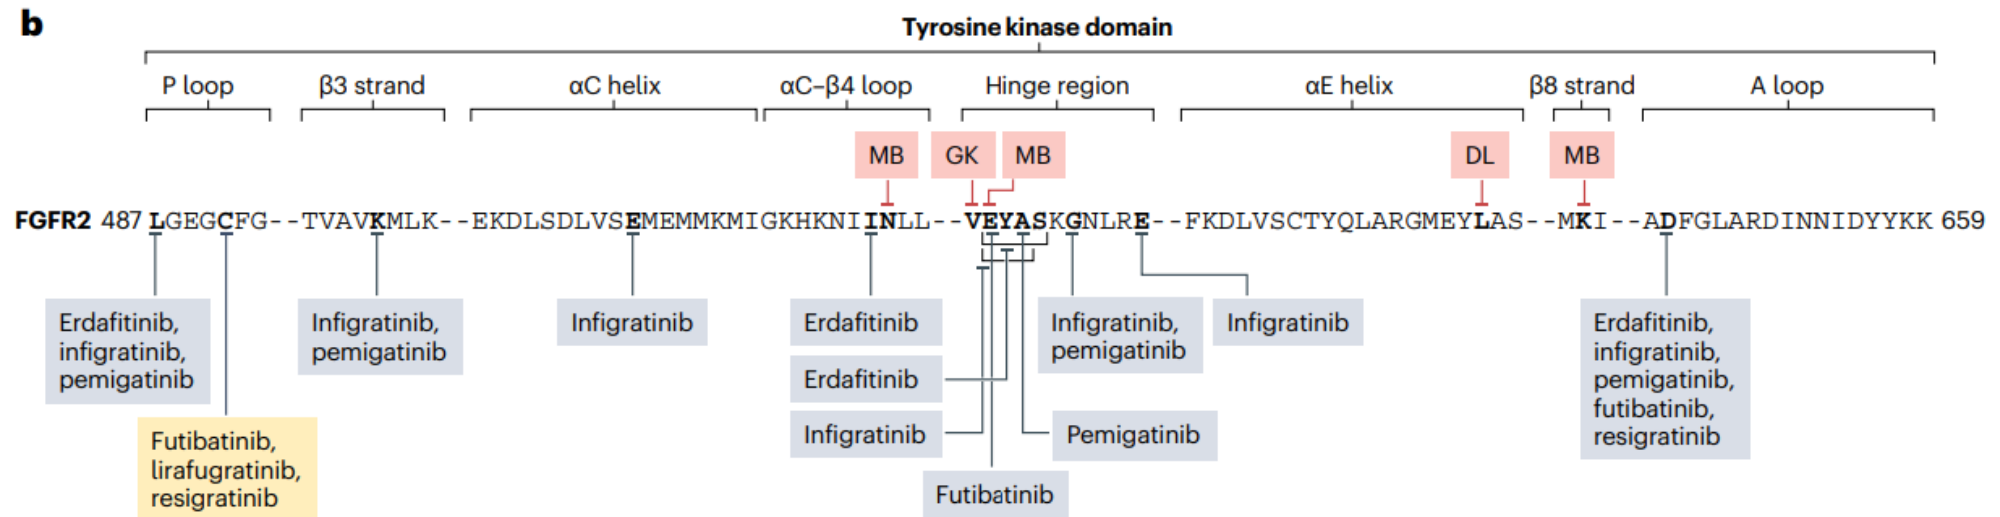 b
Tyrosine kinase domain
P loop
β3 strand
αC helix
αC–β4 loop
Hinge region
αE helix
β8 strand
A loop
MB
GK
MB
DL
MB
FGFR2 487 LGEGCFG--TVAVKMLK--EKDLSDLVSEMEMMKMIGKHKNIINLL--VEYASKGNLRE--FKDLVSCTYQLARGMEYLAS--MKI--ADFGLARDINNIDYYKK 659
Erdafitinib,
infigratinib,
pemigatinib
Infigratinib,
pemigatinib
Infigratinib
Erdafitinib
Infigratinib,
pemigatinib
Infigratinib
Erdafitinib,
infigratinib,
pemigatinib,
futibatinib,
resigratinib
Erdafitinib
Infigratinib
Pemigatinib
Futibatinib,
lirafugratinib,
resigratinib
Futibatinib